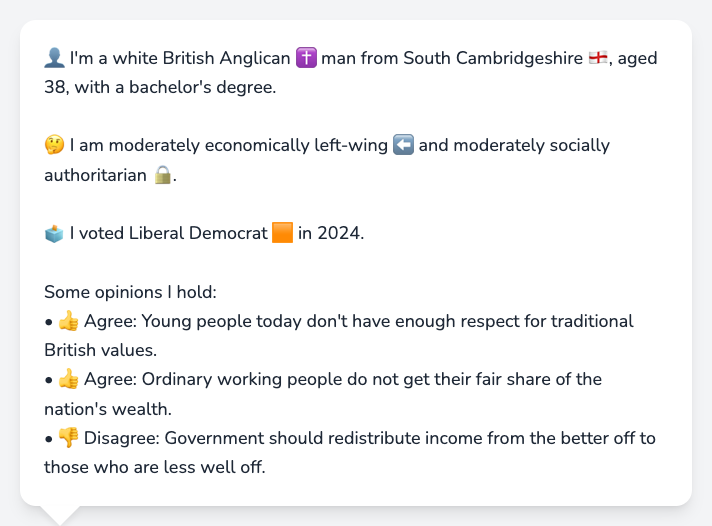 👤 I'm a white British Anglican ✝️ man from South Cambridgeshire 🏴󠁧󠁢󠁥󠁮󠁧󠁿, aged
38, with a bachelor's degree.
🤔 I am moderately economically left-wing ⬅️ and moderately socially
authoritarian 🔒.
🗳️ I voted Liberal Democrat 🟧 in 2024.
Some opinions I hold:
• 👍 Agree: Young people today don't have enough respect for traditional
British values.
• 👍 Agree: Ordinary working people do not get their fair share of the
nation's wealth.
• 👎 Disagree: Government should redistribute income from the better off to
those who are less well off.